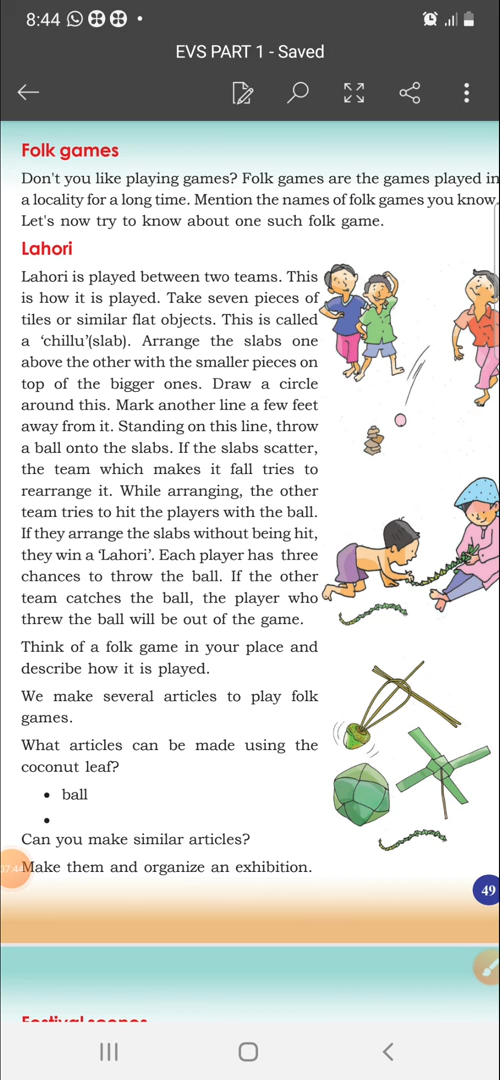 8:44
EVS PART 1 - Saved
Folk games
Don't you like playing games? Folk games are the games played in
a locality for a long time. Mention the names of folk games you know.
Let's now try to know about one such folk game.
Lahori
Lahori is played between two teams. This
is how it is played. Take seven pieces of
tiles or similar flat objects. This is called
a 'chillu'(slab). Arrange the slabs one
above the other with the smaller pieces on
top of the bigger ones. Draw a circle
around this. Mark another line a few feet
away from it. Standing on this line, throw
a ball onto the slabs. If the slabs scatter,
the team which makes it fall tries to
rearrange it. While arranging, the other
team tries to hit the players with the ball.
If they arrange the slabs without being hit,
they win a 'Lahori'. Each player has three
chances to throw the ball. If the other
team catches the ball, the player who
threw the ball will be out of the game.
Think of a folk game in your place and
describe how it is played.
We make several articles to play folk
games.
What articles can be made using the
coconut leaf?
• ball
•
Can you make similar articles?
Make them and organize an exhibition.
49